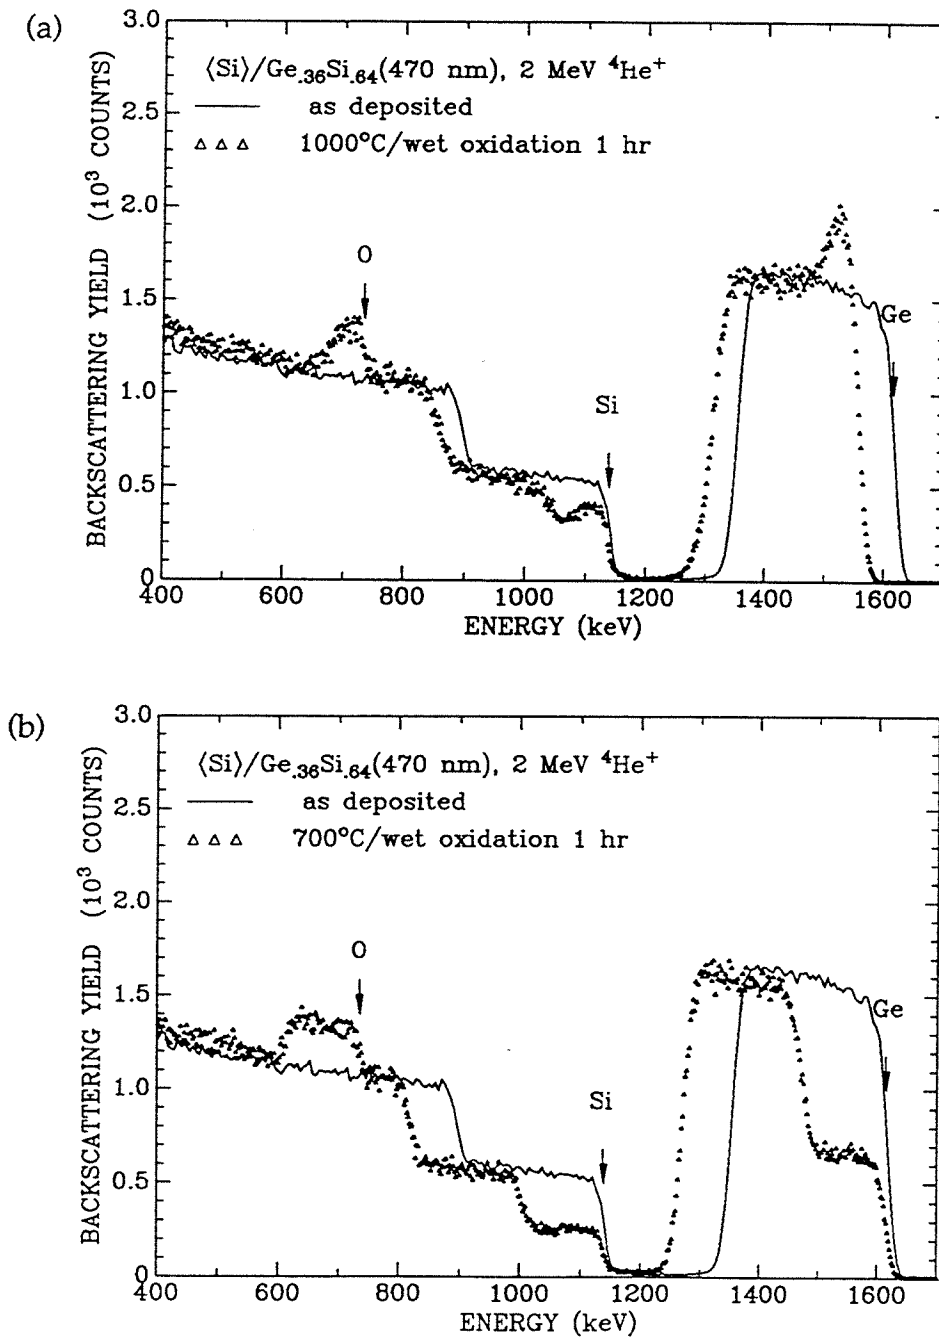 (a)
3.0
2.5
2.0
1.5
1.0
0.5
0
BACKSCATTERING YIELD (10³ COUNTS)
⟨Si⟩/Ge.36Si.64(470 nm), 2 MeV ⁴He⁺
as deposited
1000°C/wet oxidation 1 hr
O
Si
Ge
400 600 800 1000 1200 1400 1600
ENERGY (keV)
(b)
3.0
2.5
2.0
1.5
1.0
0.5
0
BACKSCATTERING YIELD (10³ COUNTS)
⟨Si⟩/Ge.36Si.64(470 nm), 2 MeV ⁴He⁺
as deposited
700°C/wet oxidation 1 hr
O
Si
Ge
400 600 800 1000 1200 1400 1600
ENERGY (keV)